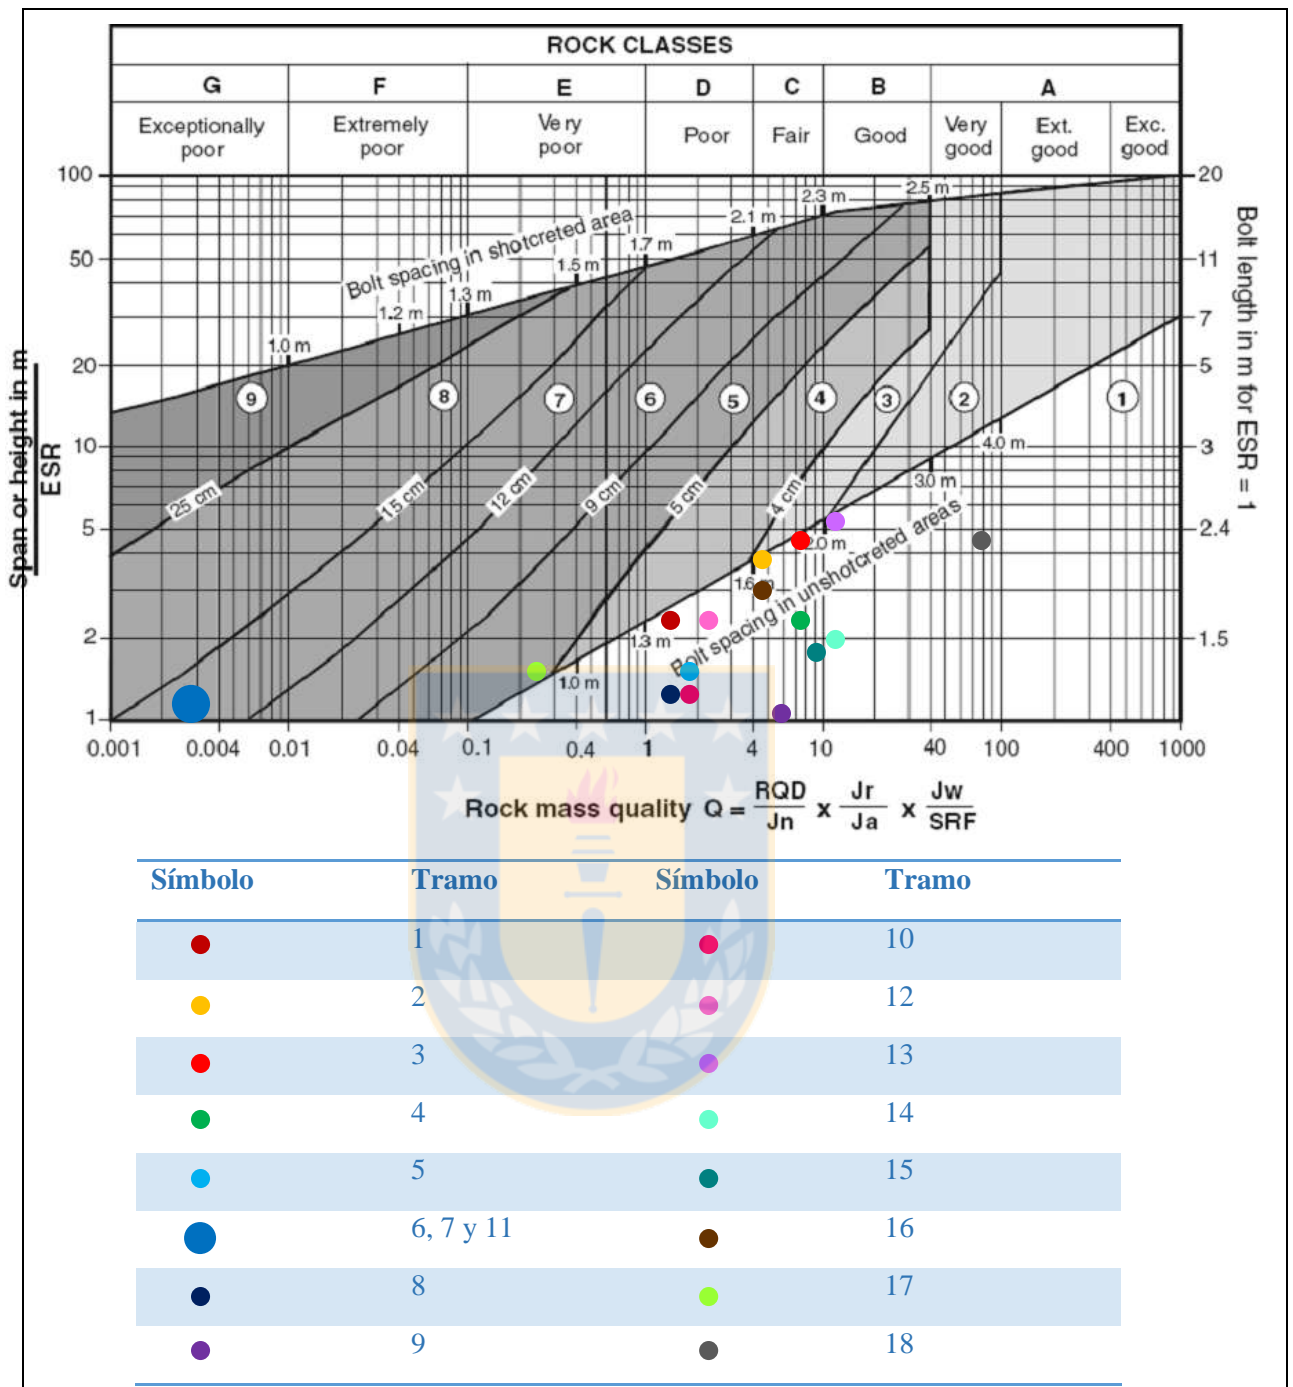 ROCK CLASSES
G F E D C B A
Exceptionally poor Extremely poor Very poor Poor Fair Good Very good Ext. good Exc. good
100 20
50 11
7
20 5
10 3
5 2.4
2 1.5
1
Span or height in m
ESR
Bolt length in m for ESR = 1
Bolt spacing in shotcreted area
1.0 m 1.2 m 1.3 m 1.5 m 1.7 m 2.1 m 2.3 m 2.5 m
9 8 7 6 5 4 3 2 1
25 cm 15 cm 12 cm 9 cm 5 cm 4 cm
1.0 m 1.3 m 1.6 m 2.0 m 3.0 m 4.0 m
Bolt spacing in unshotcreted areas
0.001 0.004 0.01 0.04 0.1 0.4 1 4 10 40 100 400 1000
Rock mass quality Q = RQD/Jn x Jr/Ja x Jw/SRF
Símbolo Tramo Símbolo Tramo
1 10
2 12
3 13
4 14
5 15
6, 7 y 11 16
8 17
9 18